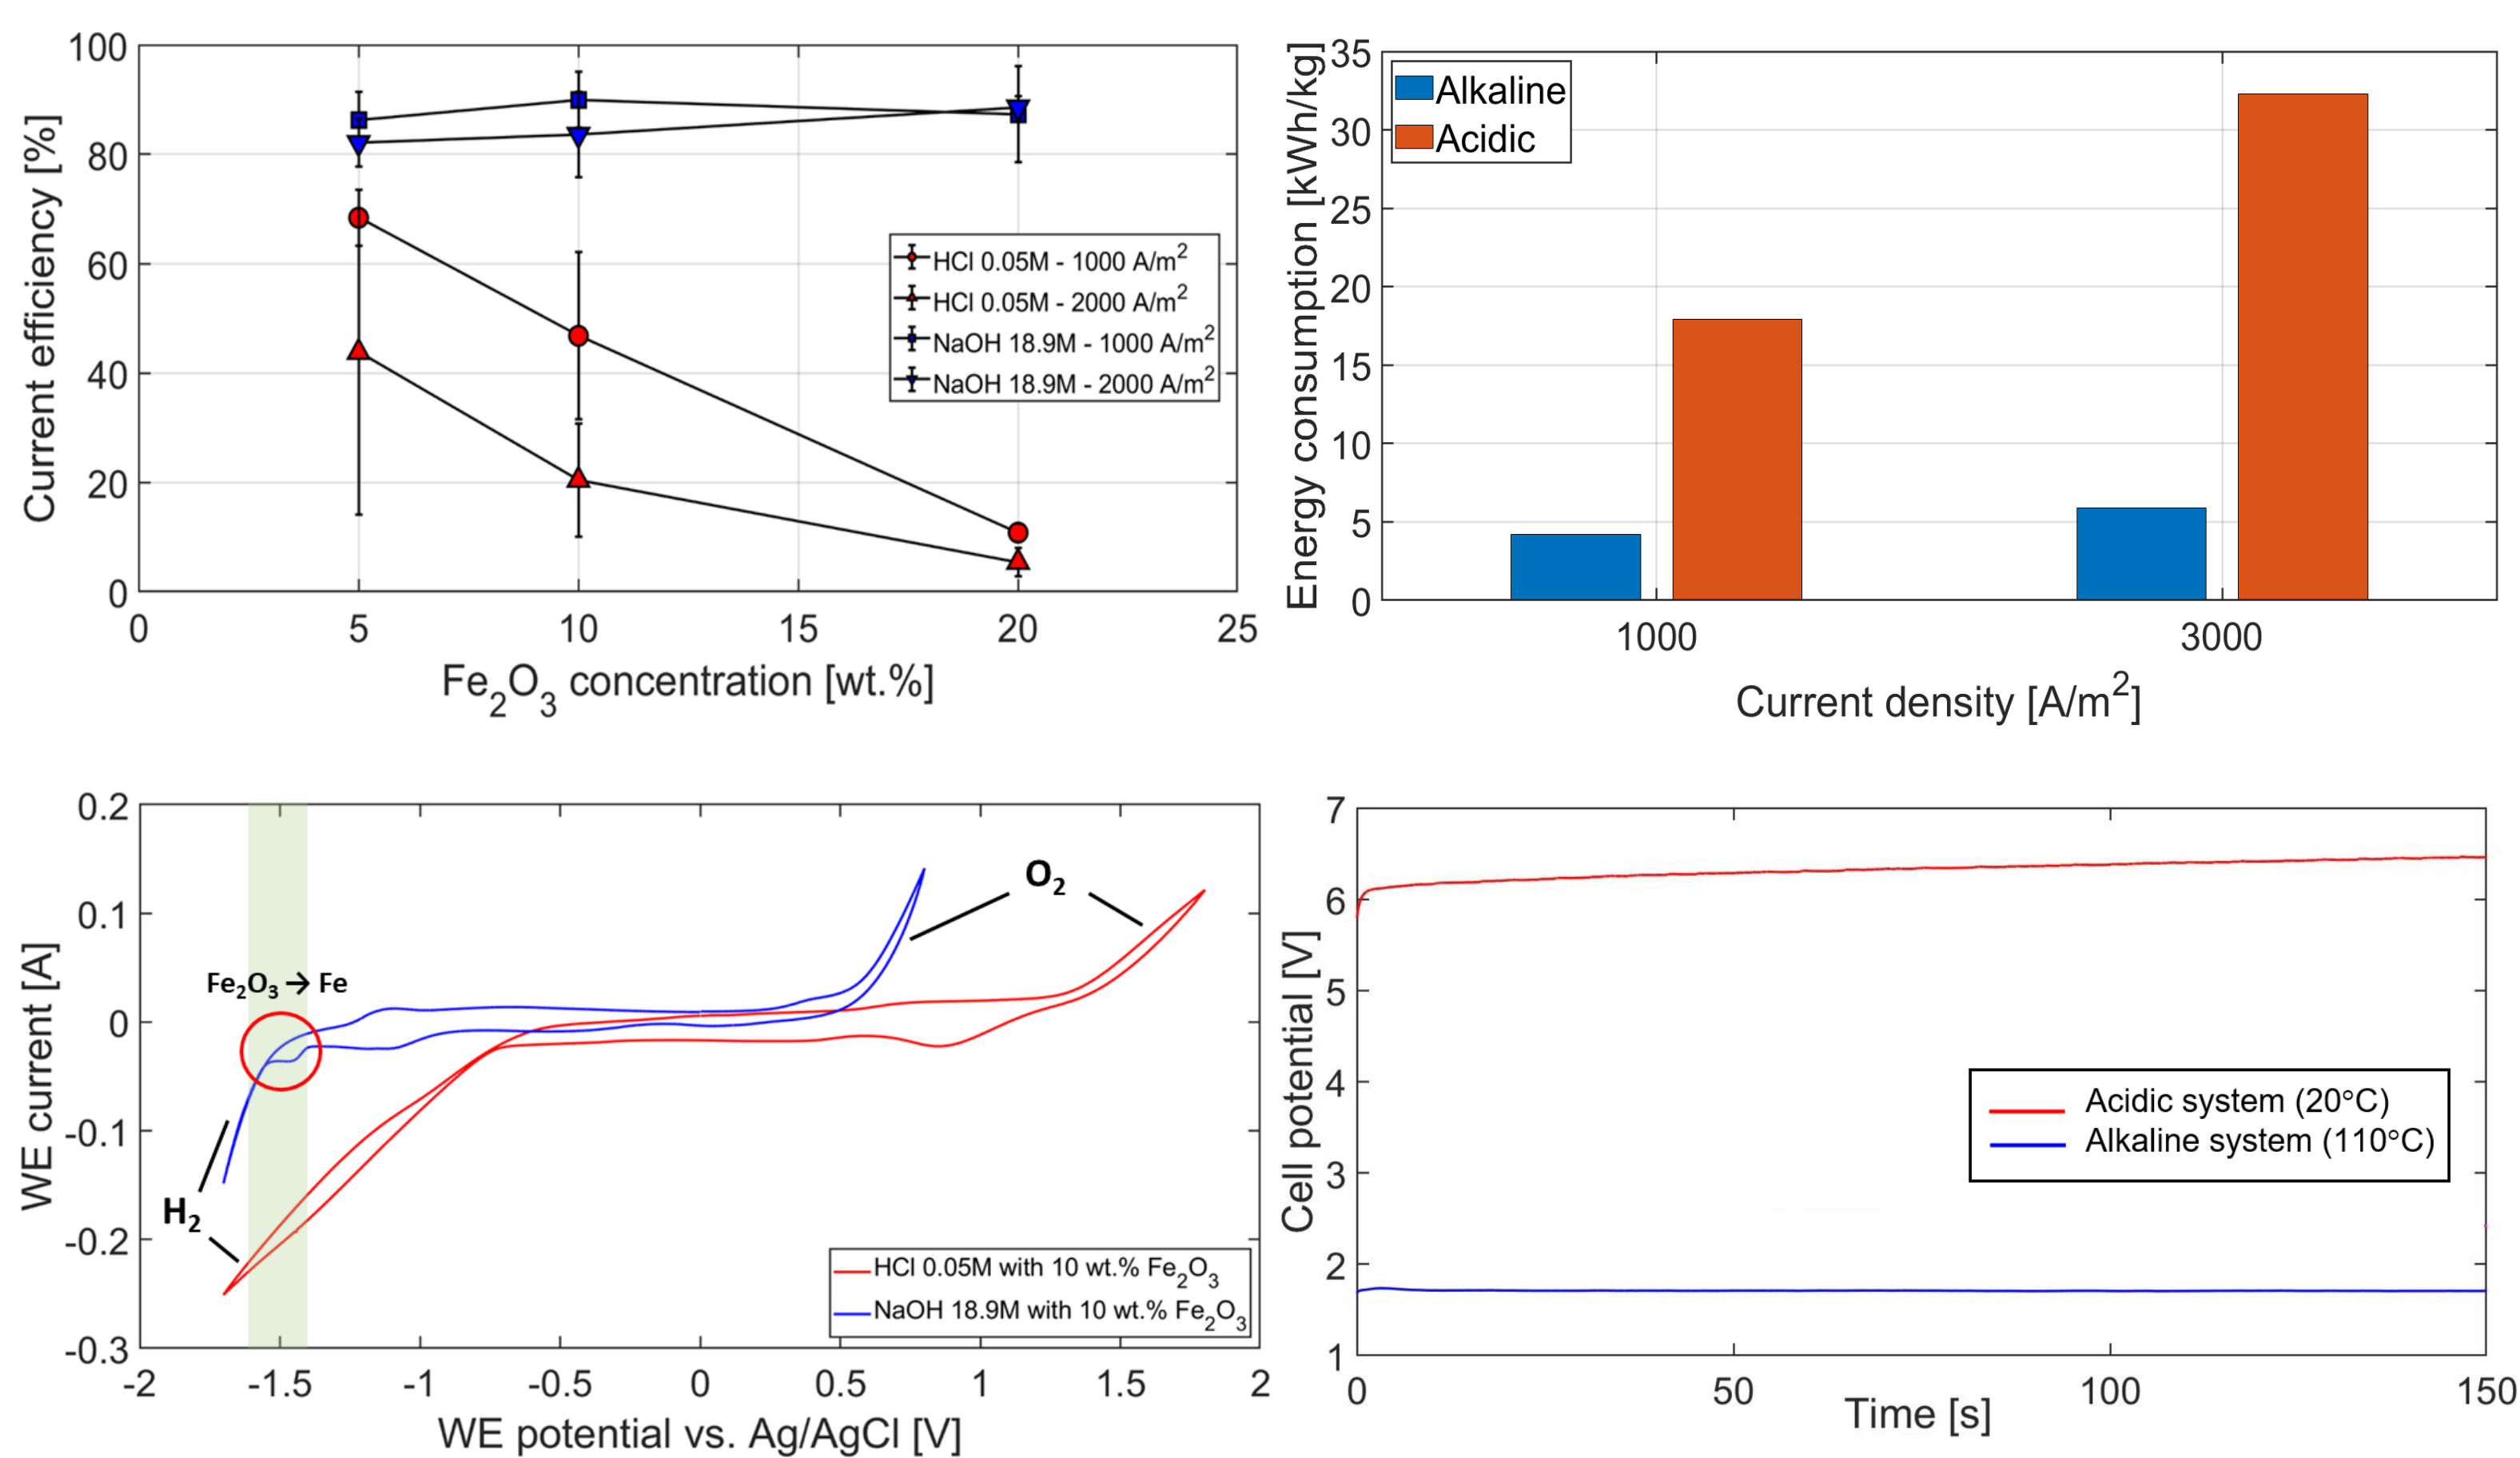 100
80
60
40
20
0
Current efficiency [%]
HCl 0.05M - 1000 A/m²
HCl 0.05M - 2000 A/m²
NaOH 18.9M - 1000 A/m²
NaOH 18.9M - 2000 A/m²
0 5 10 15 20 25
Fe₂O₃ concentration [wt.%]
35
30
25
20
15
10
5
0
Energy consumption [kWh/kg]
Alkaline
Acidic
1000 3000
Current density [A/m²]
0.2
0.1
0
-0.1
-0.2
-0.3
WE current [A]
O₂
Fe₂O₃ → Fe
H₂
HCl 0.05M with 10 wt.% Fe₂O₃
NaOH 18.9M with 10 wt.% Fe₂O₃
-2 -1.5 -1 -0.5 0 0.5 1 1.5 2
WE potential vs. Ag/AgCl [V]
7
6
5
4
3
2
1
Cell potential [V]
Acidic system (20°C)
Alkaline system (110°C)
0 50 100 150
Time [s]